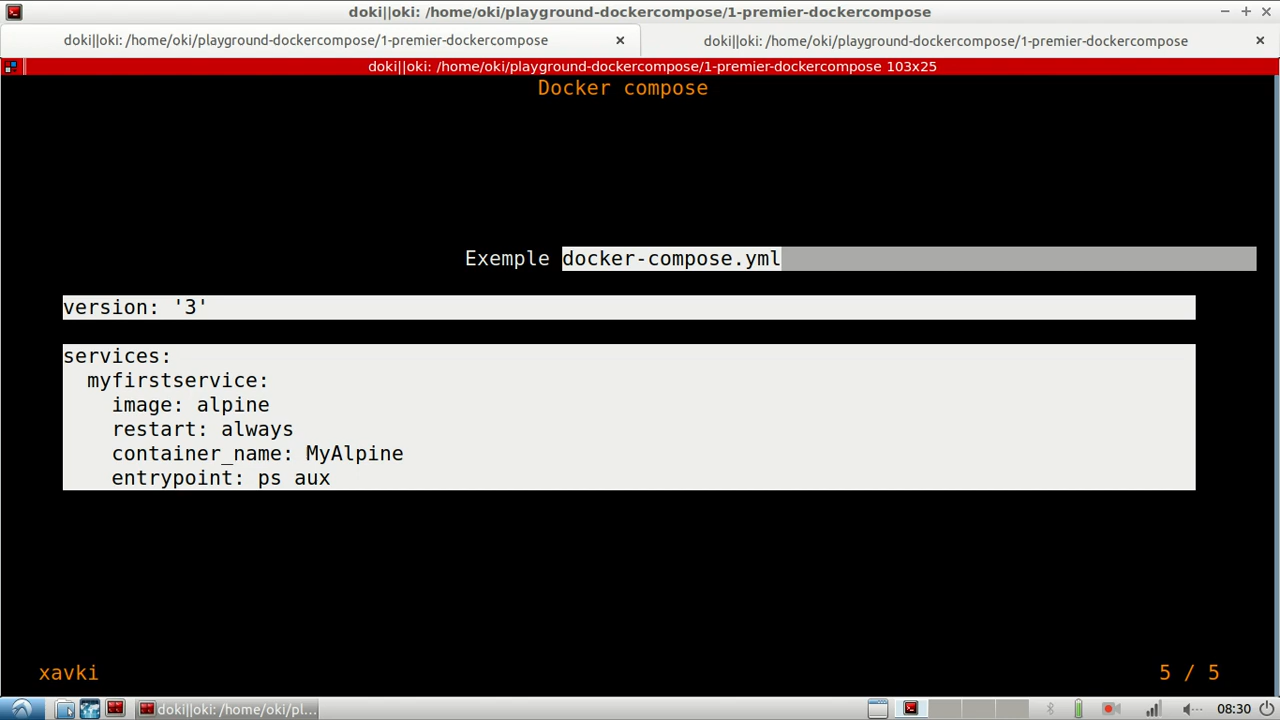 doki||oki: /home/oki/playground-dockercompose/1-premier-dockercompose
doki||oki: /home/oki/playground-dockercompose/1-premier-dockercompose
doki||oki: /home/oki/playground-dockercompose/1-premier-dockercompose
doki||oki: /home/oki/playground-dockercompose/1-premier-dockercompose 103x25
Docker compose
Exemple docker-compose.yml
version: '3'
services:
  myfirstservice:
    image: alpine
    restart: always
    container_name: MyAlpine
    entrypoint: ps aux
xavki
5 / 5
doki||oki: /home/oki/pl...
08:30